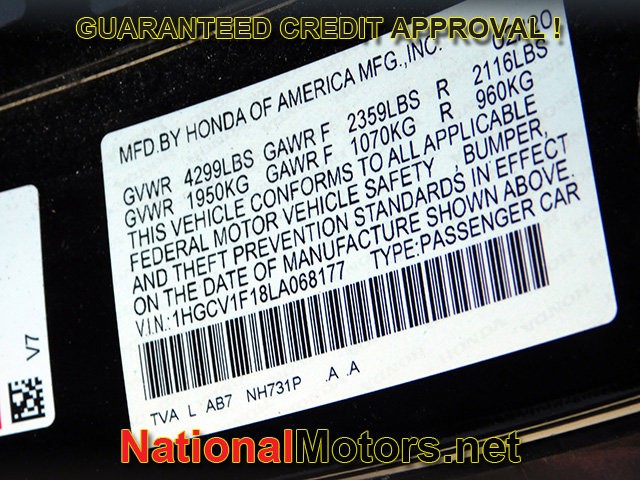 GUARANTEED CREDIT APPROVAL !
MFD.BY HONDA OF AMERICA MFG.,INC.
GVWR 4299LBS GAWR F 2359LBS R 2116LBS
GVWR 1950KG GAWR F 1070KG R 960KG
THIS VEHICLE CONFORMS TO ALL APPLICABLE
FEDERAL MOTOR VEHICLE SAFETY , BUMPER,
AND THEFT PREVENTION STANDARDS IN EFFECT
ON THE DATE OF MANUFACTURE SHOWN ABOVE.
V.I.N.: 1HGCV1F18LA068177 TYPE:PASSENGER CAR
TVA L AB7 NH731P .A .A
V7
NationalMotors.net